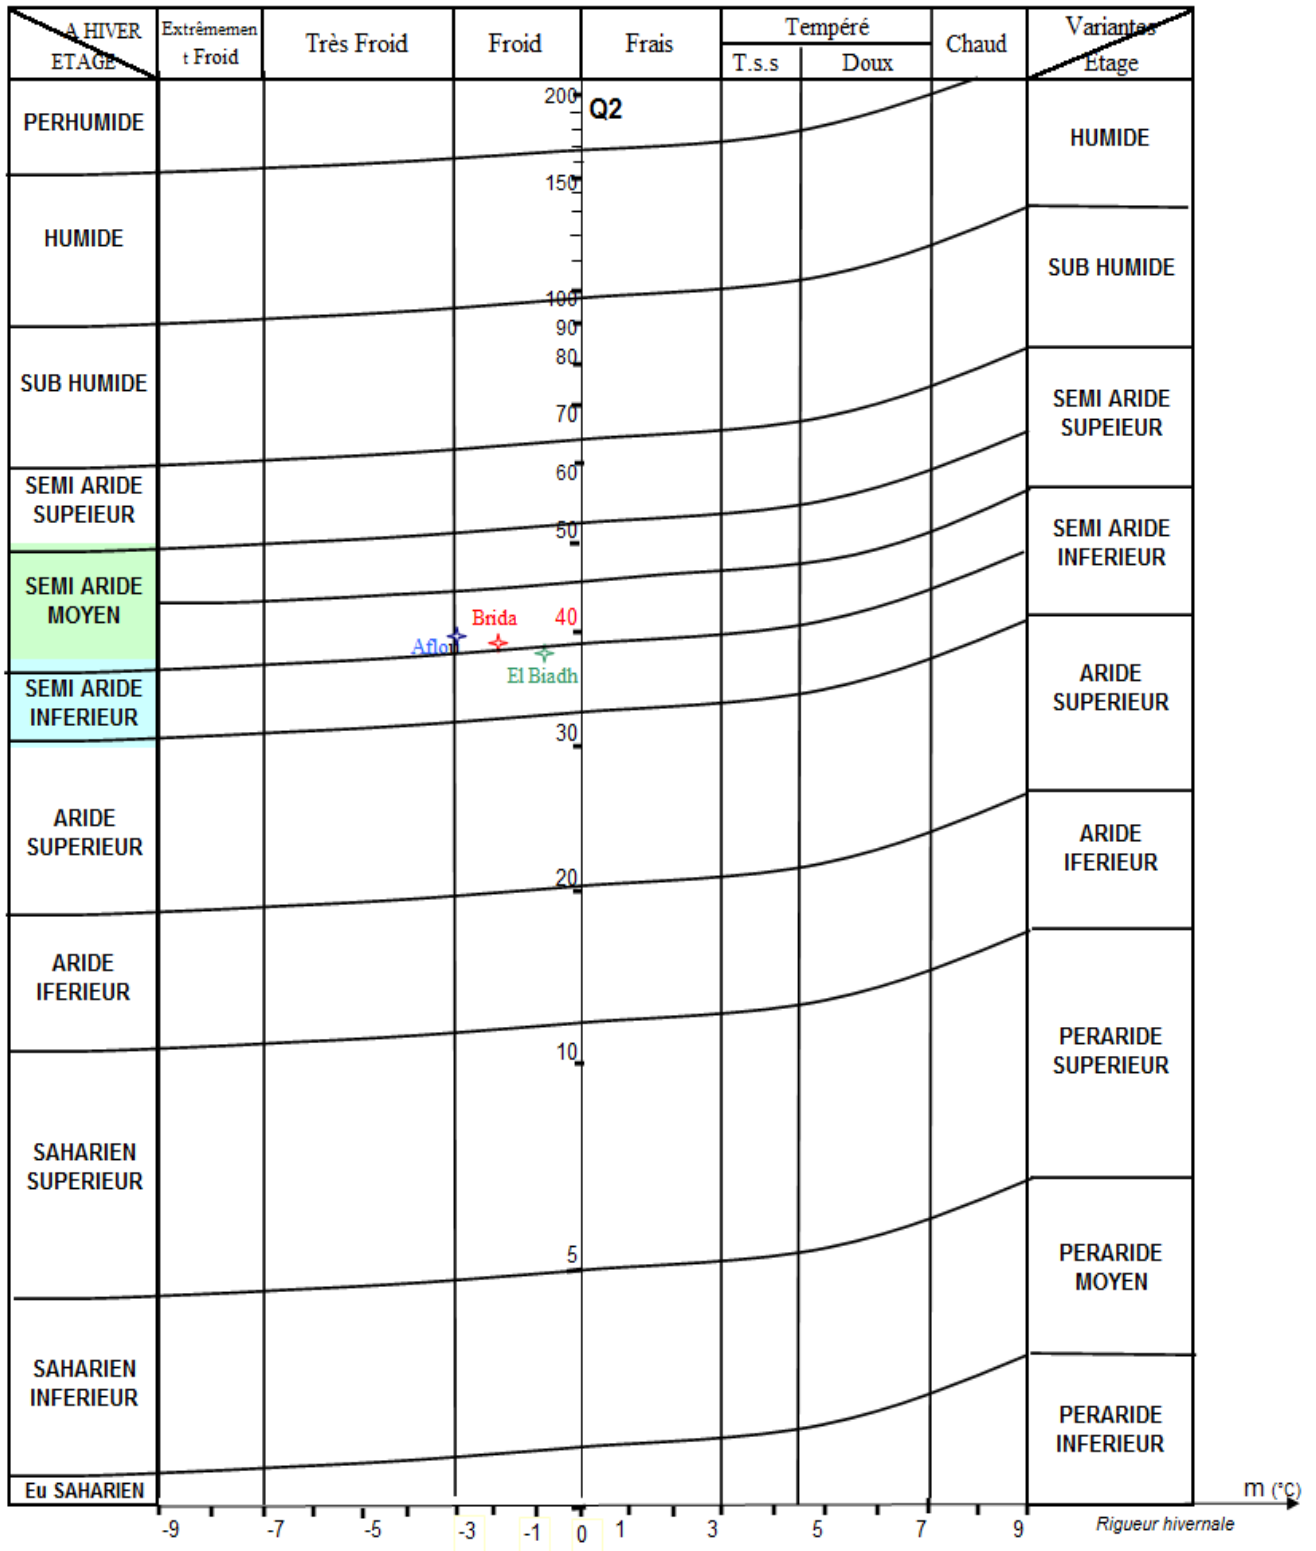 A HIVER
ETAGE
Extrêmemen
t Froid
Très Froid
Froid
Frais
Tempéré
T.s.s
Doux
Chaud
Variantes
Etage
PERHUMIDE
HUMIDE
SUB HUMIDE
SEMI ARIDE
SUPEIEUR
SEMI ARIDE
MOYEN
SEMI ARIDE
INFERIEUR
ARIDE
SUPERIEUR
ARIDE
IFERIEUR
SAHARIEN
SUPERIEUR
SAHARIEN
INFERIEUR
Eu SAHARIEN
Q2
200
150
100
90
80
70
60
50
40
30
20
10
5
Brida
Aflou
El Biadh
HUMIDE
SUB HUMIDE
SEMI ARIDE
SUPEIEUR
SEMI ARIDE
INFERIEUR
ARIDE
SUPERIEUR
ARIDE
IFERIEUR
PERARIDE
SUPERIEUR
PERARIDE
MOYEN
PERARIDE
INFERIEUR
m (°C)
-9 -7 -5 -3 -1 0 1 3 5 7 9
Rigueur hivernale